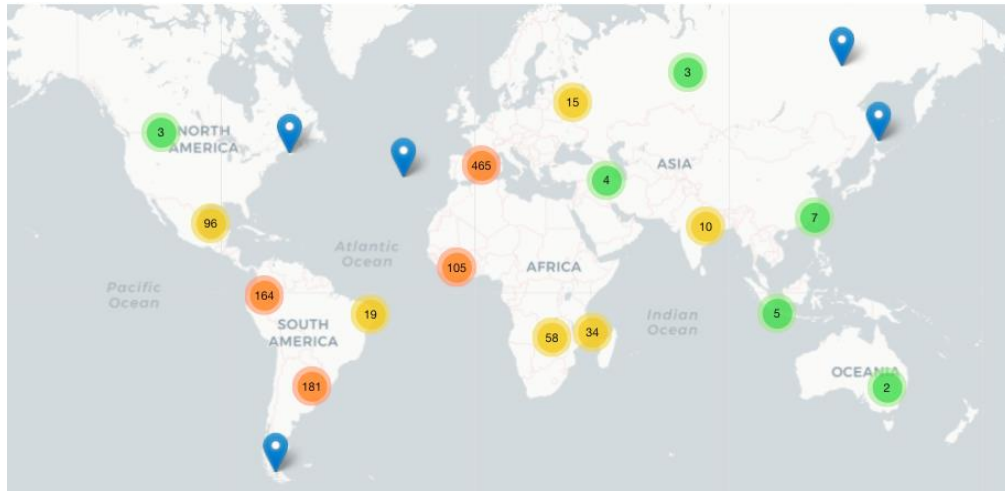 3
15
3
NORTH
AMERICA
465
ASIA
4
96
10
7
Atlantic
Ocean
105
AFRICA
Pacific
Ocean
164
19
SOUTH
AMERICA
58
34
Indian
Ocean
5
181
OCEANIA
2